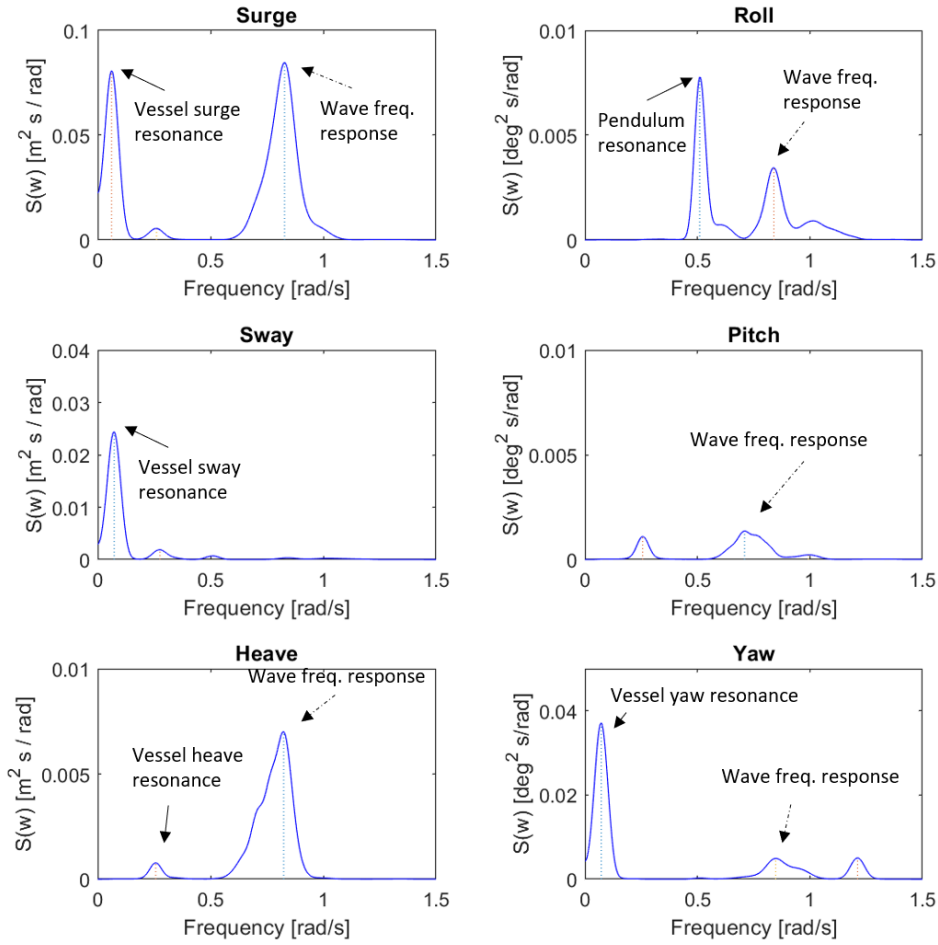 Surge
0.1
0.05
0
S(w) [m² s / rad]
Vessel surge
resonance
Wave freq.
response
0 0.5 1 1.5
Frequency [rad/s]
Roll
0.01
0.005
0
S(w) [deg² s/rad]
Pendulum
resonance
Wave freq.
response
0 0.5 1 1.5
Frequency [rad/s]
Sway
0.04
0.03
0.02
0.01
0
S(w) [m² s / rad]
Vessel sway
resonance
0 0.5 1 1.5
Frequency [rad/s]
Pitch
0.01
0.005
0
S(w) [deg² s/rad]
Wave freq. response
0 0.5 1 1.5
Frequency [rad/s]
Heave
0.01
0.005
0
S(w) [m² s / rad]
Wave freq. response
Vessel heave
resonance
0 0.5 1 1.5
Frequency [rad/s]
Yaw
0.04
0.02
0
S(w) [deg² s/rad]
Vessel yaw resonance
Wave freq. response
0 0.5 1 1.5
Frequency [rad/s]